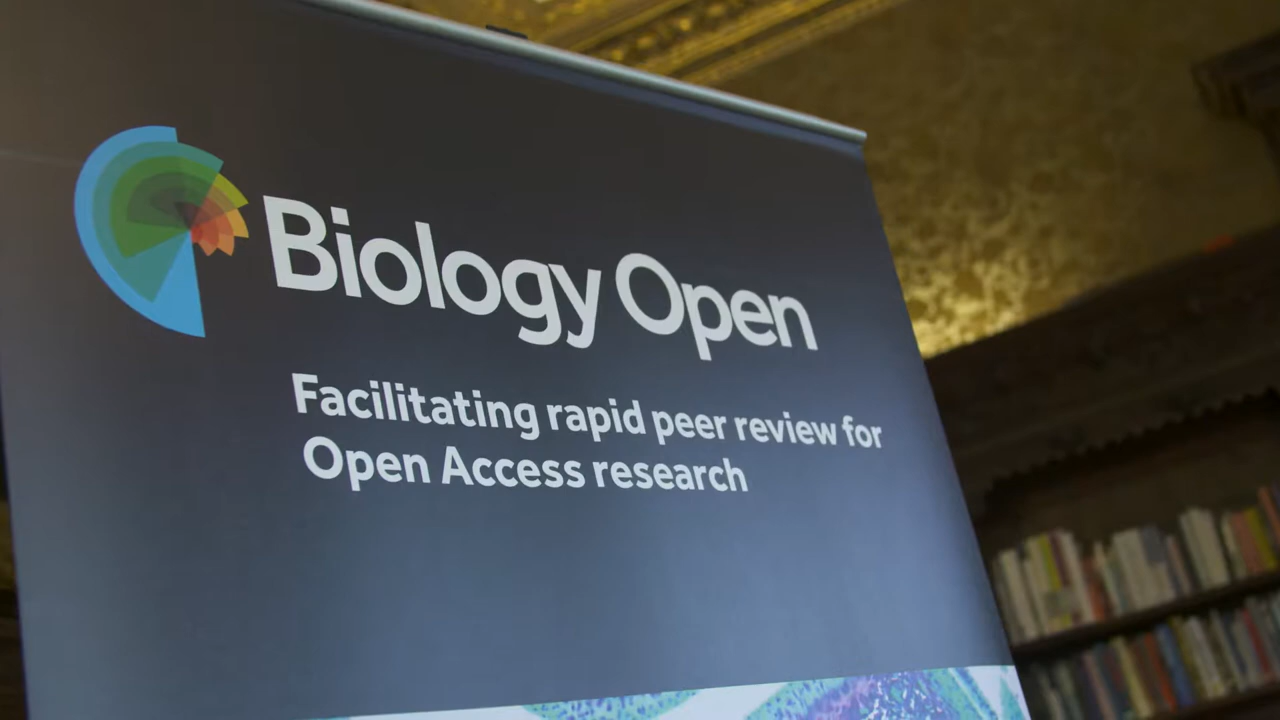 Biology Open
Facilitating rapid peer review for
Open Access research